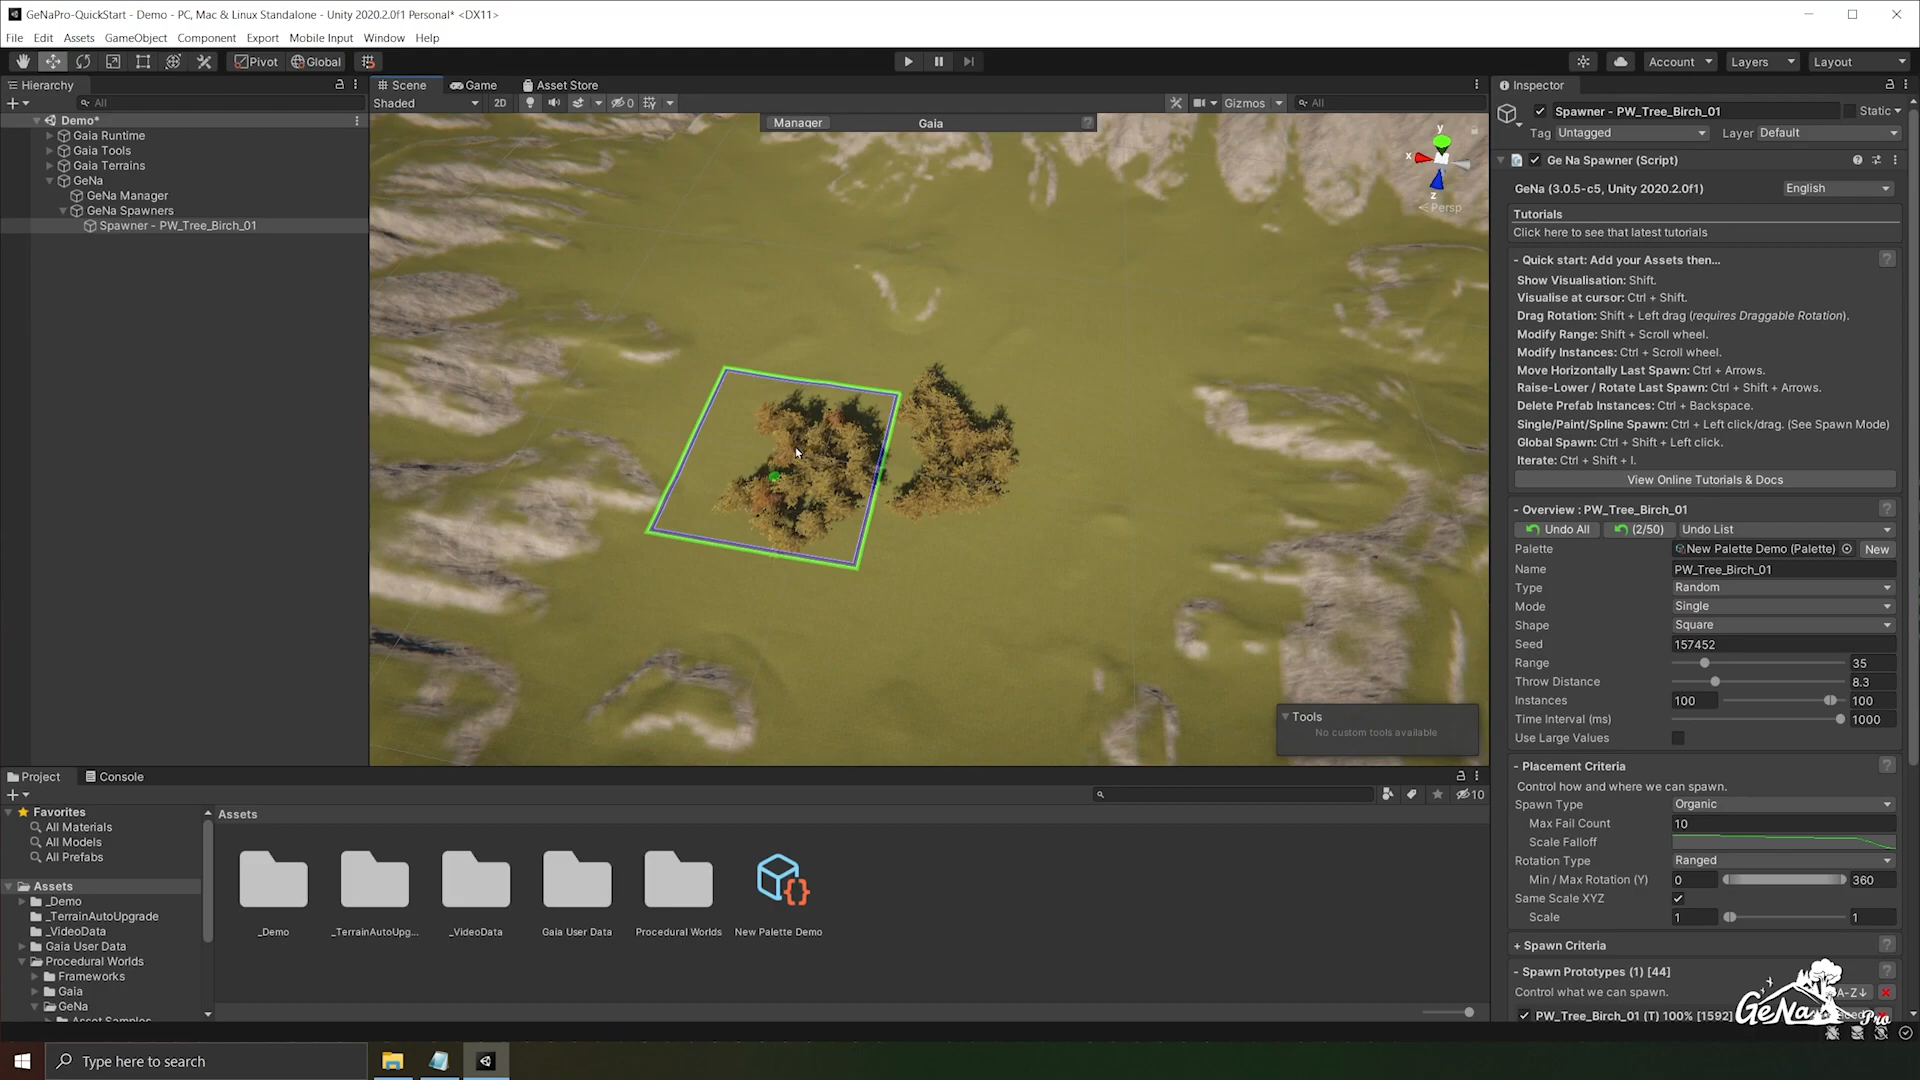 GeNaPro-QuickStart - Demo - PC, Mac & Linux Standalone - Unity 2020.2.0f1 Personal* <DX11>
File Edit Assets GameObject Component Export Mobile Input Window Help
Pivot Global Account Layers Layout
Hierarchy
All
Demo*
Gaia Runtime
Gaia Tools
Gaia Terrains
GeNa
GeNa Manager
GeNa Spawners
Spawner - PW_Tree_Birch_01
Scene Game Asset Store
Shaded 2D 0 Gizmos All
Manager Gaia
y
x
z
Persp
Tools
No custom tools available
Inspector
Spawner - PW_Tree_Birch_01 Static
Tag Untagged Layer Default
Ge Na Spawner (Script)
GeNa (3.0.5-c5, Unity 2020.2.0f1) English
Tutorials
Click here to see that latest tutorials
- Quick start: Add your Assets then... ?
Show Visualisation: Shift.
Visualise at cursor: Ctrl + Shift.
Drag Rotation: Shift + Left drag (requires Draggable Rotation).
Modify Range: Shift + Scroll wheel.
Modify Instances: Ctrl + Scroll wheel.
Move Horizontally Last Spawn: Ctrl + Arrows.
Raise-Lower / Rotate Last Spawn: Ctrl + Shift + Arrows.
Delete Prefab Instances: Ctrl + Backspace.
Single/Paint/Spline Spawn: Ctrl + Left click/drag. (See Spawn Mode)
Global Spawn: Ctrl + Shift + Left click.
Iterate: Ctrl + Shift + I.
View Online Tutorials & Docs
- Overview : PW_Tree_Birch_01 ?
Undo All (2/50) Undo List
Palette New Palette Demo (Palette) New
Name PW_Tree_Birch_01
Type Random
Mode Single
Shape Square
Seed 157452
Range 35
Throw Distance 8.3
Instances 100 100
Time Interval (ms) 1000
Use Large Values
- Placement Criteria ?
Control how and where we can spawn.
Spawn Type Organic
Max Fail Count 10
Scale Falloff
Rotation Type Ranged
Min / Max Rotation (Y) 0 360
Same Scale XYZ
Scale 1 1
+ Spawn Criteria ?
- Spawn Prototypes (1) [44] ?
Control what we can spawn. A-Z↓
PW_Tree_Birch_01 (T) 100% [1592]
GeNa Pro
Project Console
10
Favorites
All Materials
All Models
All Prefabs
Assets
_Demo
_TerrainAutoUpgrade
_VideoData
Gaia User Data
Procedural Worlds
Frameworks
Gaia
GeNa
Asset Samples
Assets
_Demo _TerrainAutoUpg... _VideoData Gaia User Data Procedural Worlds New Palette Demo
Type here to search